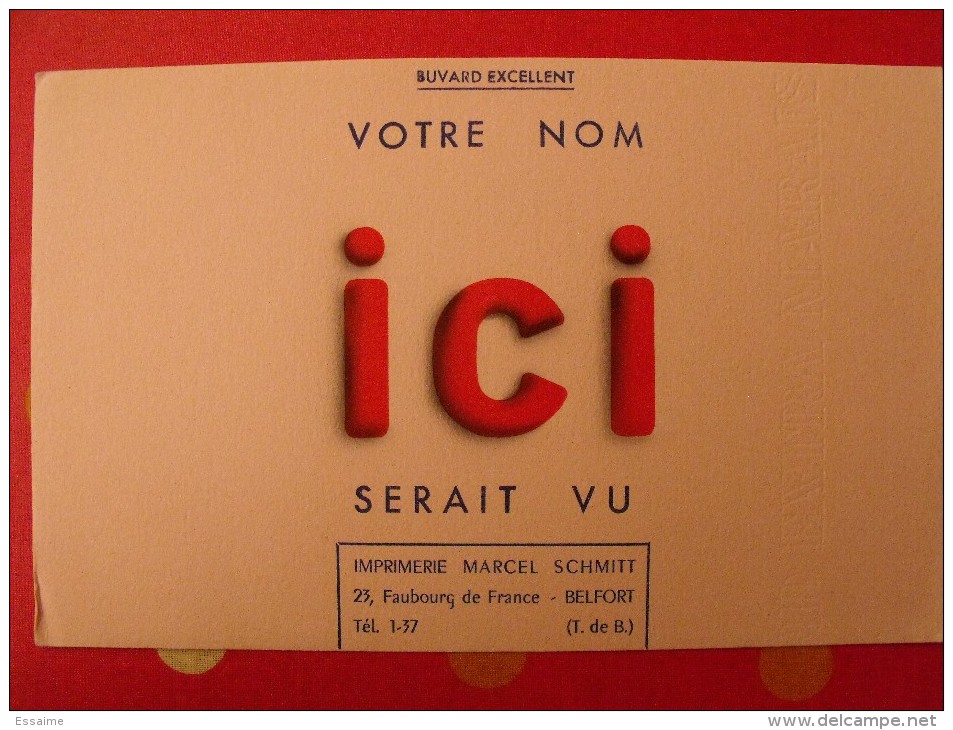 BUVARD EXCELLENT
VOTRE NOM
ici
SERAIT VU
IMPRIMERIE MARCEL SCHMITT
23, Faubourg de France - BELFORT
Tél. 1-37 (T. de B.)
Essaime
www.delcampe.net